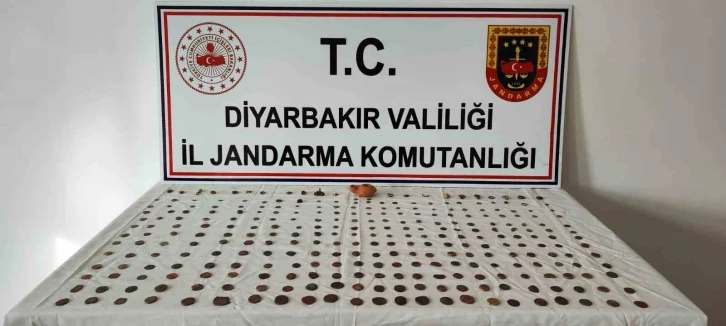 T.C.
DİYARBAKIR VALİLİĞİ
İL JANDARMA KOMUTANLIĞI
JANDARMA